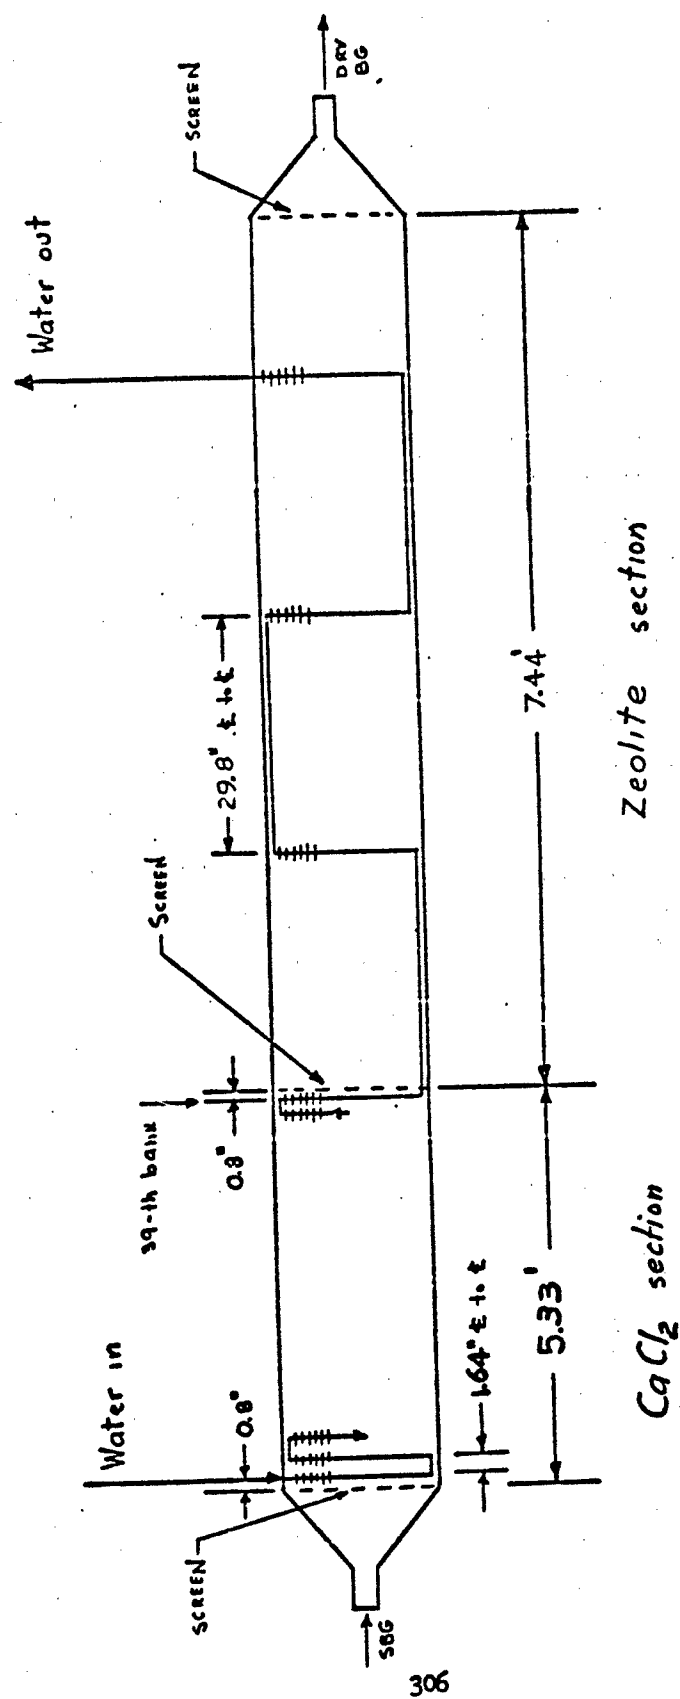 SCREEN
DRY
BG
Water out
29.8" ℄ to ℄
SCREEN
7.44'
Zeolite section
39-th bank
0.8"
Water in
0.8"
1.64" ℄ to ℄
5.33'
CaCl₂ section
SCREEN
SBG
306